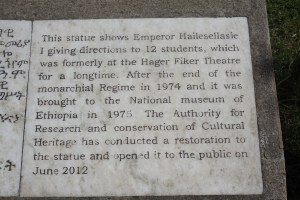 This statue shows Emperor Hailesellasie
I giving directions to 12 students, which
was formerly at the Hager Fiker Theatre
for a longtime. After the end of the
monarchial Regime in 1974 and it was
brought to the National museum of
Ethiopia in 1975. The Authority for
Research and conservation of Cultural
Heritage has conducted a restoration to
the statue and opened it to the public on
June 2012